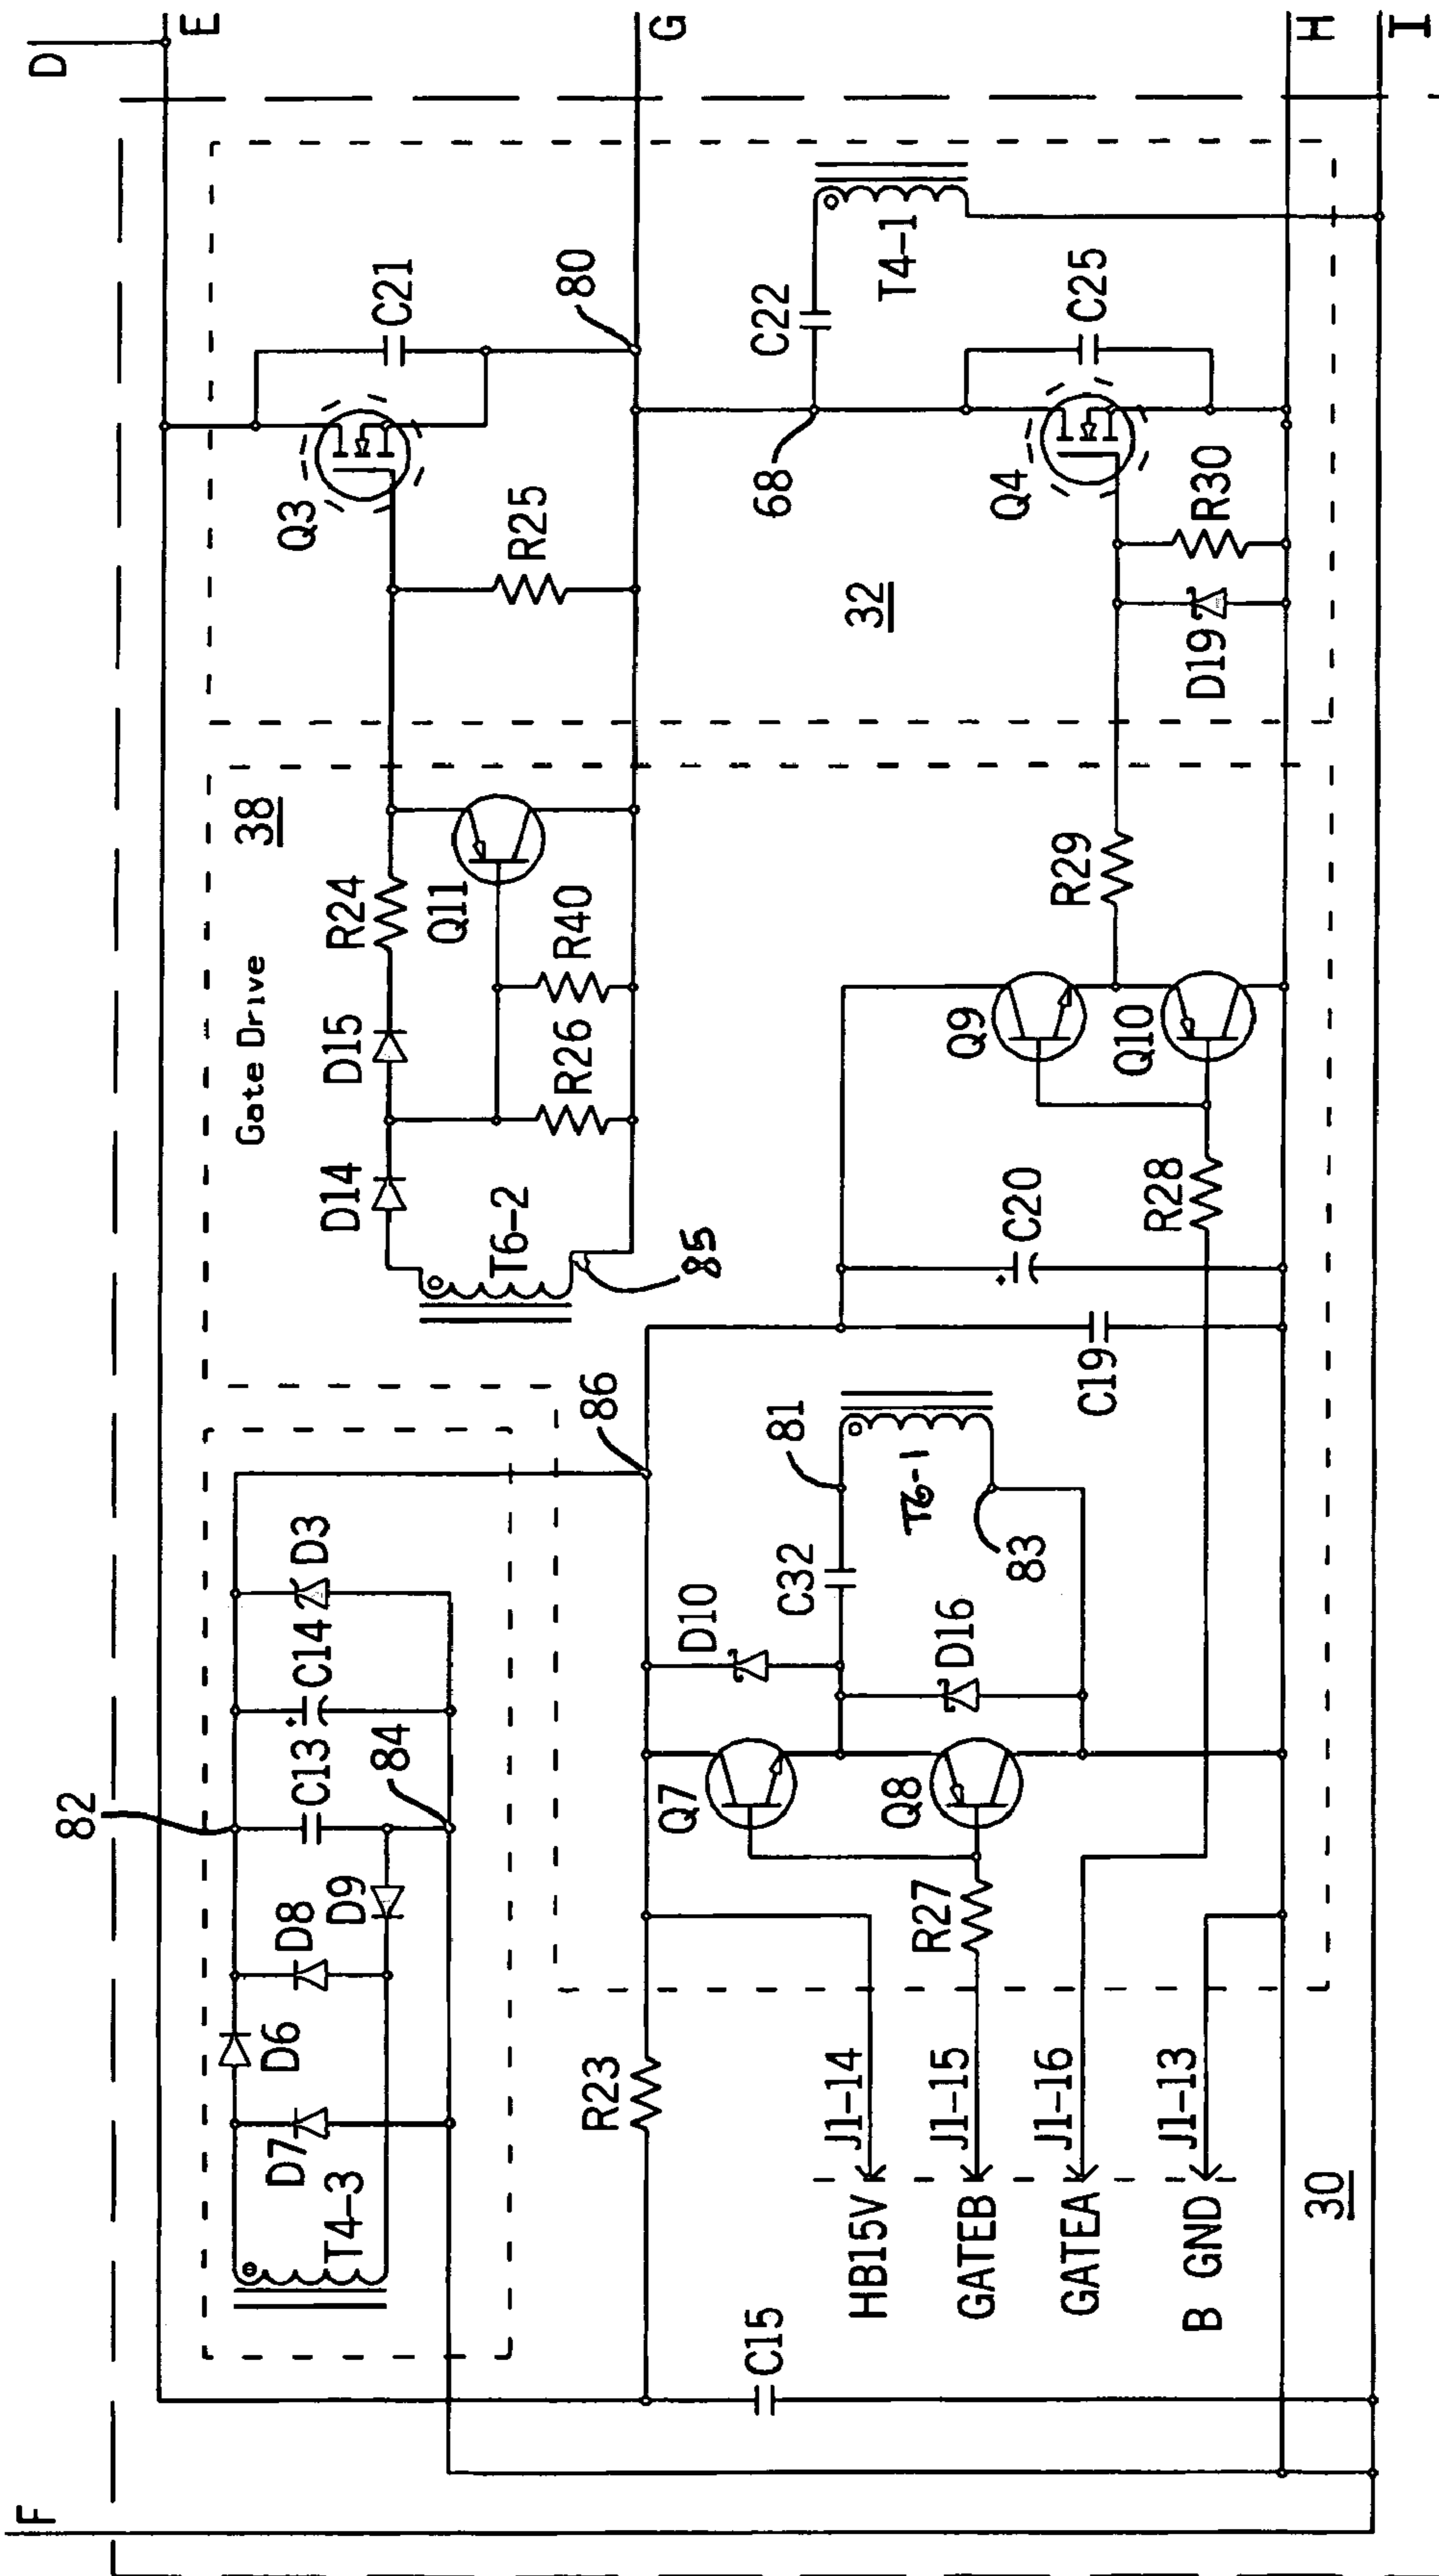 F
D
E
G
H
I
82
84
T4-3
D7
D6
D8
D9
C13
C14
D3
C15
R23
HB15V
J1-14
GATEB
J1-15
GATEA
J1-16
B GND
J1-13
30
R27
Q7
Q8
D10
D16
C32
81
T6-1
83
86
C19
C20
R28
Q9
Q10
R29
38
Gate Drive
T6-2
85
D14
D15
R24
R26
R40
Q11
Q3
R25
C21
80
32
68
C22
T4-1
Q4
C25
R30
D19